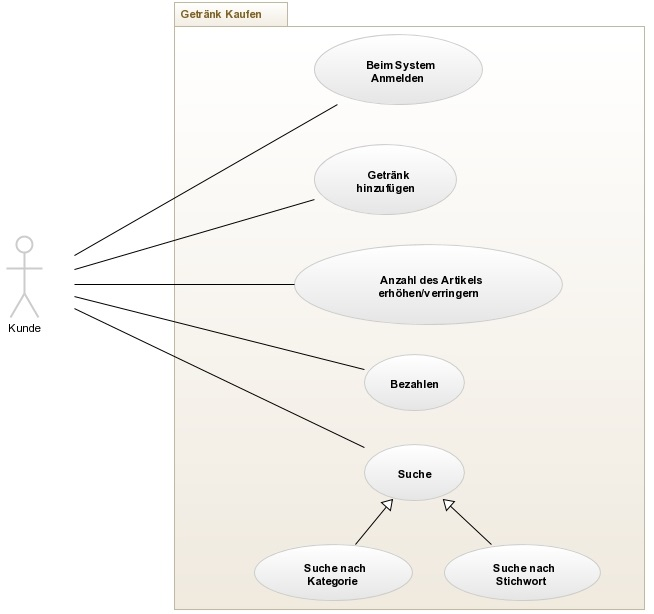 Getränk Kaufen
Beim System
Anmelden
Getränk
hinzufügen
Anzahl des Artikels
erhöhen/verringern
Kunde
Bezahlen
Suche
Suche nach
Kategorie
Suche nach
Stichwort